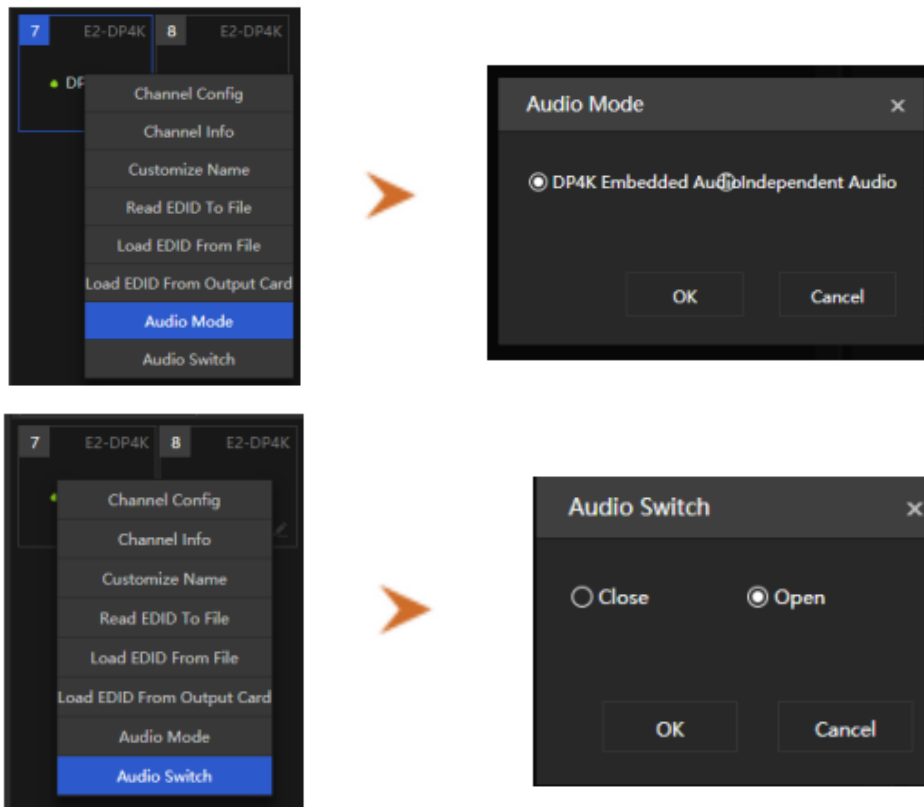 7 E2-DP4K 8 E2-DP4K
DP
Channel Config
Channel Info
Customize Name
Read EDID To File
Load EDID From File
Load EDID From Output Card
Audio Mode
Audio Switch
Audio Mode ×
DP4K Embedded Audio Independent Audio
OK Cancel
7 E2-DP4K 8 E2-DP4K
Channel Config
Channel Info
Customize Name
Read EDID To File
Load EDID From File
Load EDID From Output Card
Audio Mode
Audio Switch
Audio Switch ×
Close Open
OK Cancel